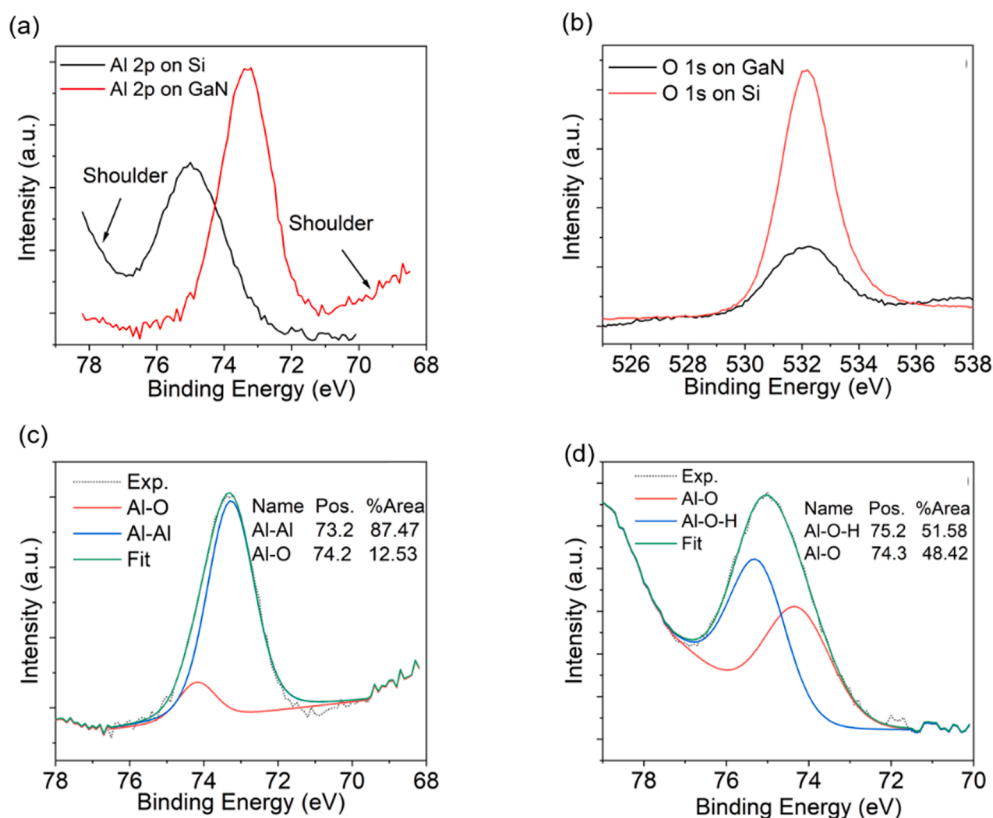 (a)
Al 2p on Si
Al 2p on GaN
Shoulder
Shoulder
Intensity (a.u.)
78 76 74 72 70 68
Binding Energy (eV)
(b)
O 1s on GaN
O 1s on Si
Intensity (a.u.)
526 528 530 532 534 536 538
Binding Energy (eV)
(c)
Exp.
Al-O
Al-Al
Fit
Name Pos. %Area
Al-Al 73.2 87.47
Al-O 74.2 12.53
Intensity (a.u.)
78 76 74 72 70 68
Binding Energy (eV)
(d)
Exp.
Al-O
Al-O-H
Fit
Name Pos. %Area
Al-O-H 75.2 51.58
Al-O 74.3 48.42
Intensity (a.u.)
78 76 74 72 70
Binding Energy (eV)